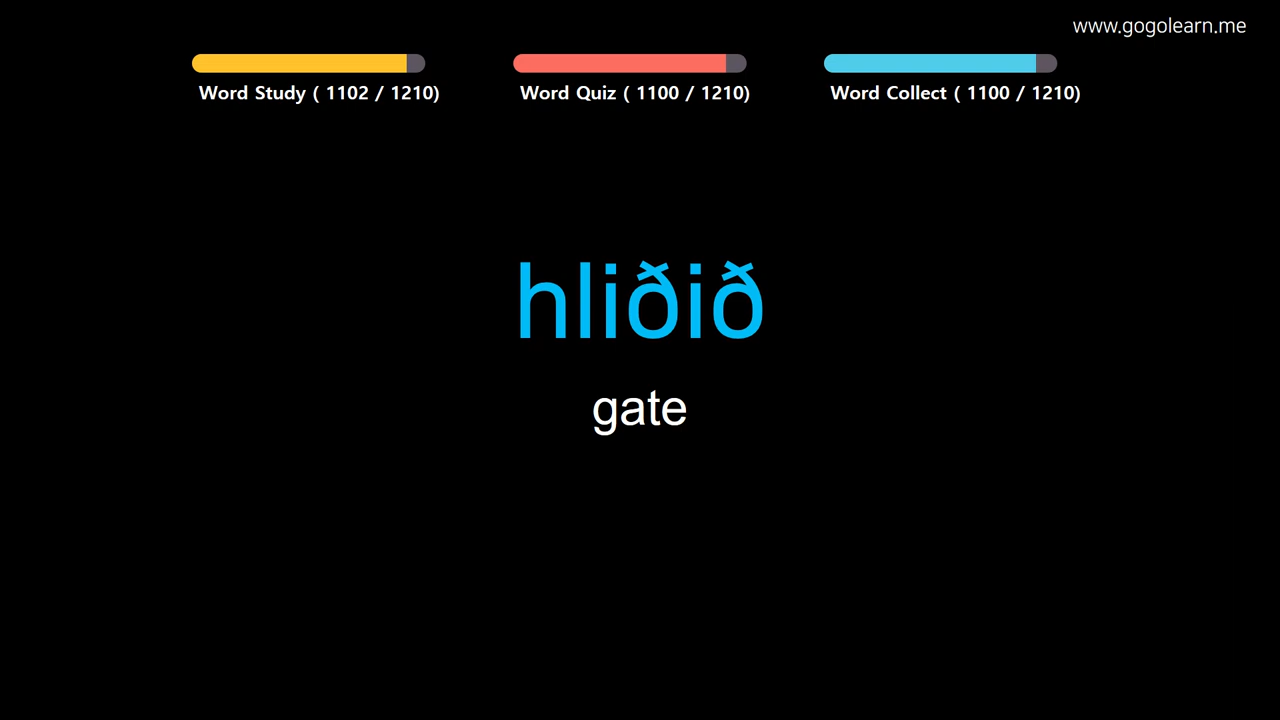 www.gogolearn.me
Word Study ( 1102 / 1210)
Word Quiz ( 1100 / 1210)
Word Collect ( 1100 / 1210)
hliðið
gate